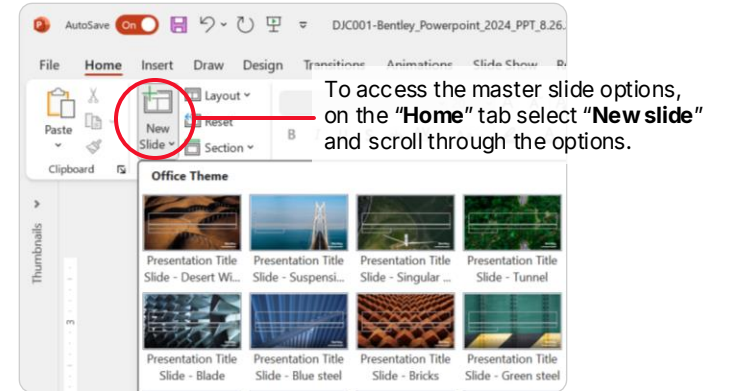 AutoSave On DJC001-Bentley_Powerpoint_2024_PPT_8.26.
File Home Insert Draw Design Transitions Animations Slide Show
Paste
New
Slide
Layout
Reset
Section
B
Clipboard
To access the master slide options,
on the “Home” tab select “New slide”
and scroll through the options.
Office Theme
Thumbnails
3
Presentation Title
Slide - Desert Wi...
Presentation Title
Slide - Suspensi...
Presentation Title
Slide - Singular ...
Presentation Title
Slide - Tunnel
Presentation Title
Slide - Blade
Presentation Title
Slide - Blue steel
Presentation Title
Slide - Bricks
Presentation Title
Slide - Green steel